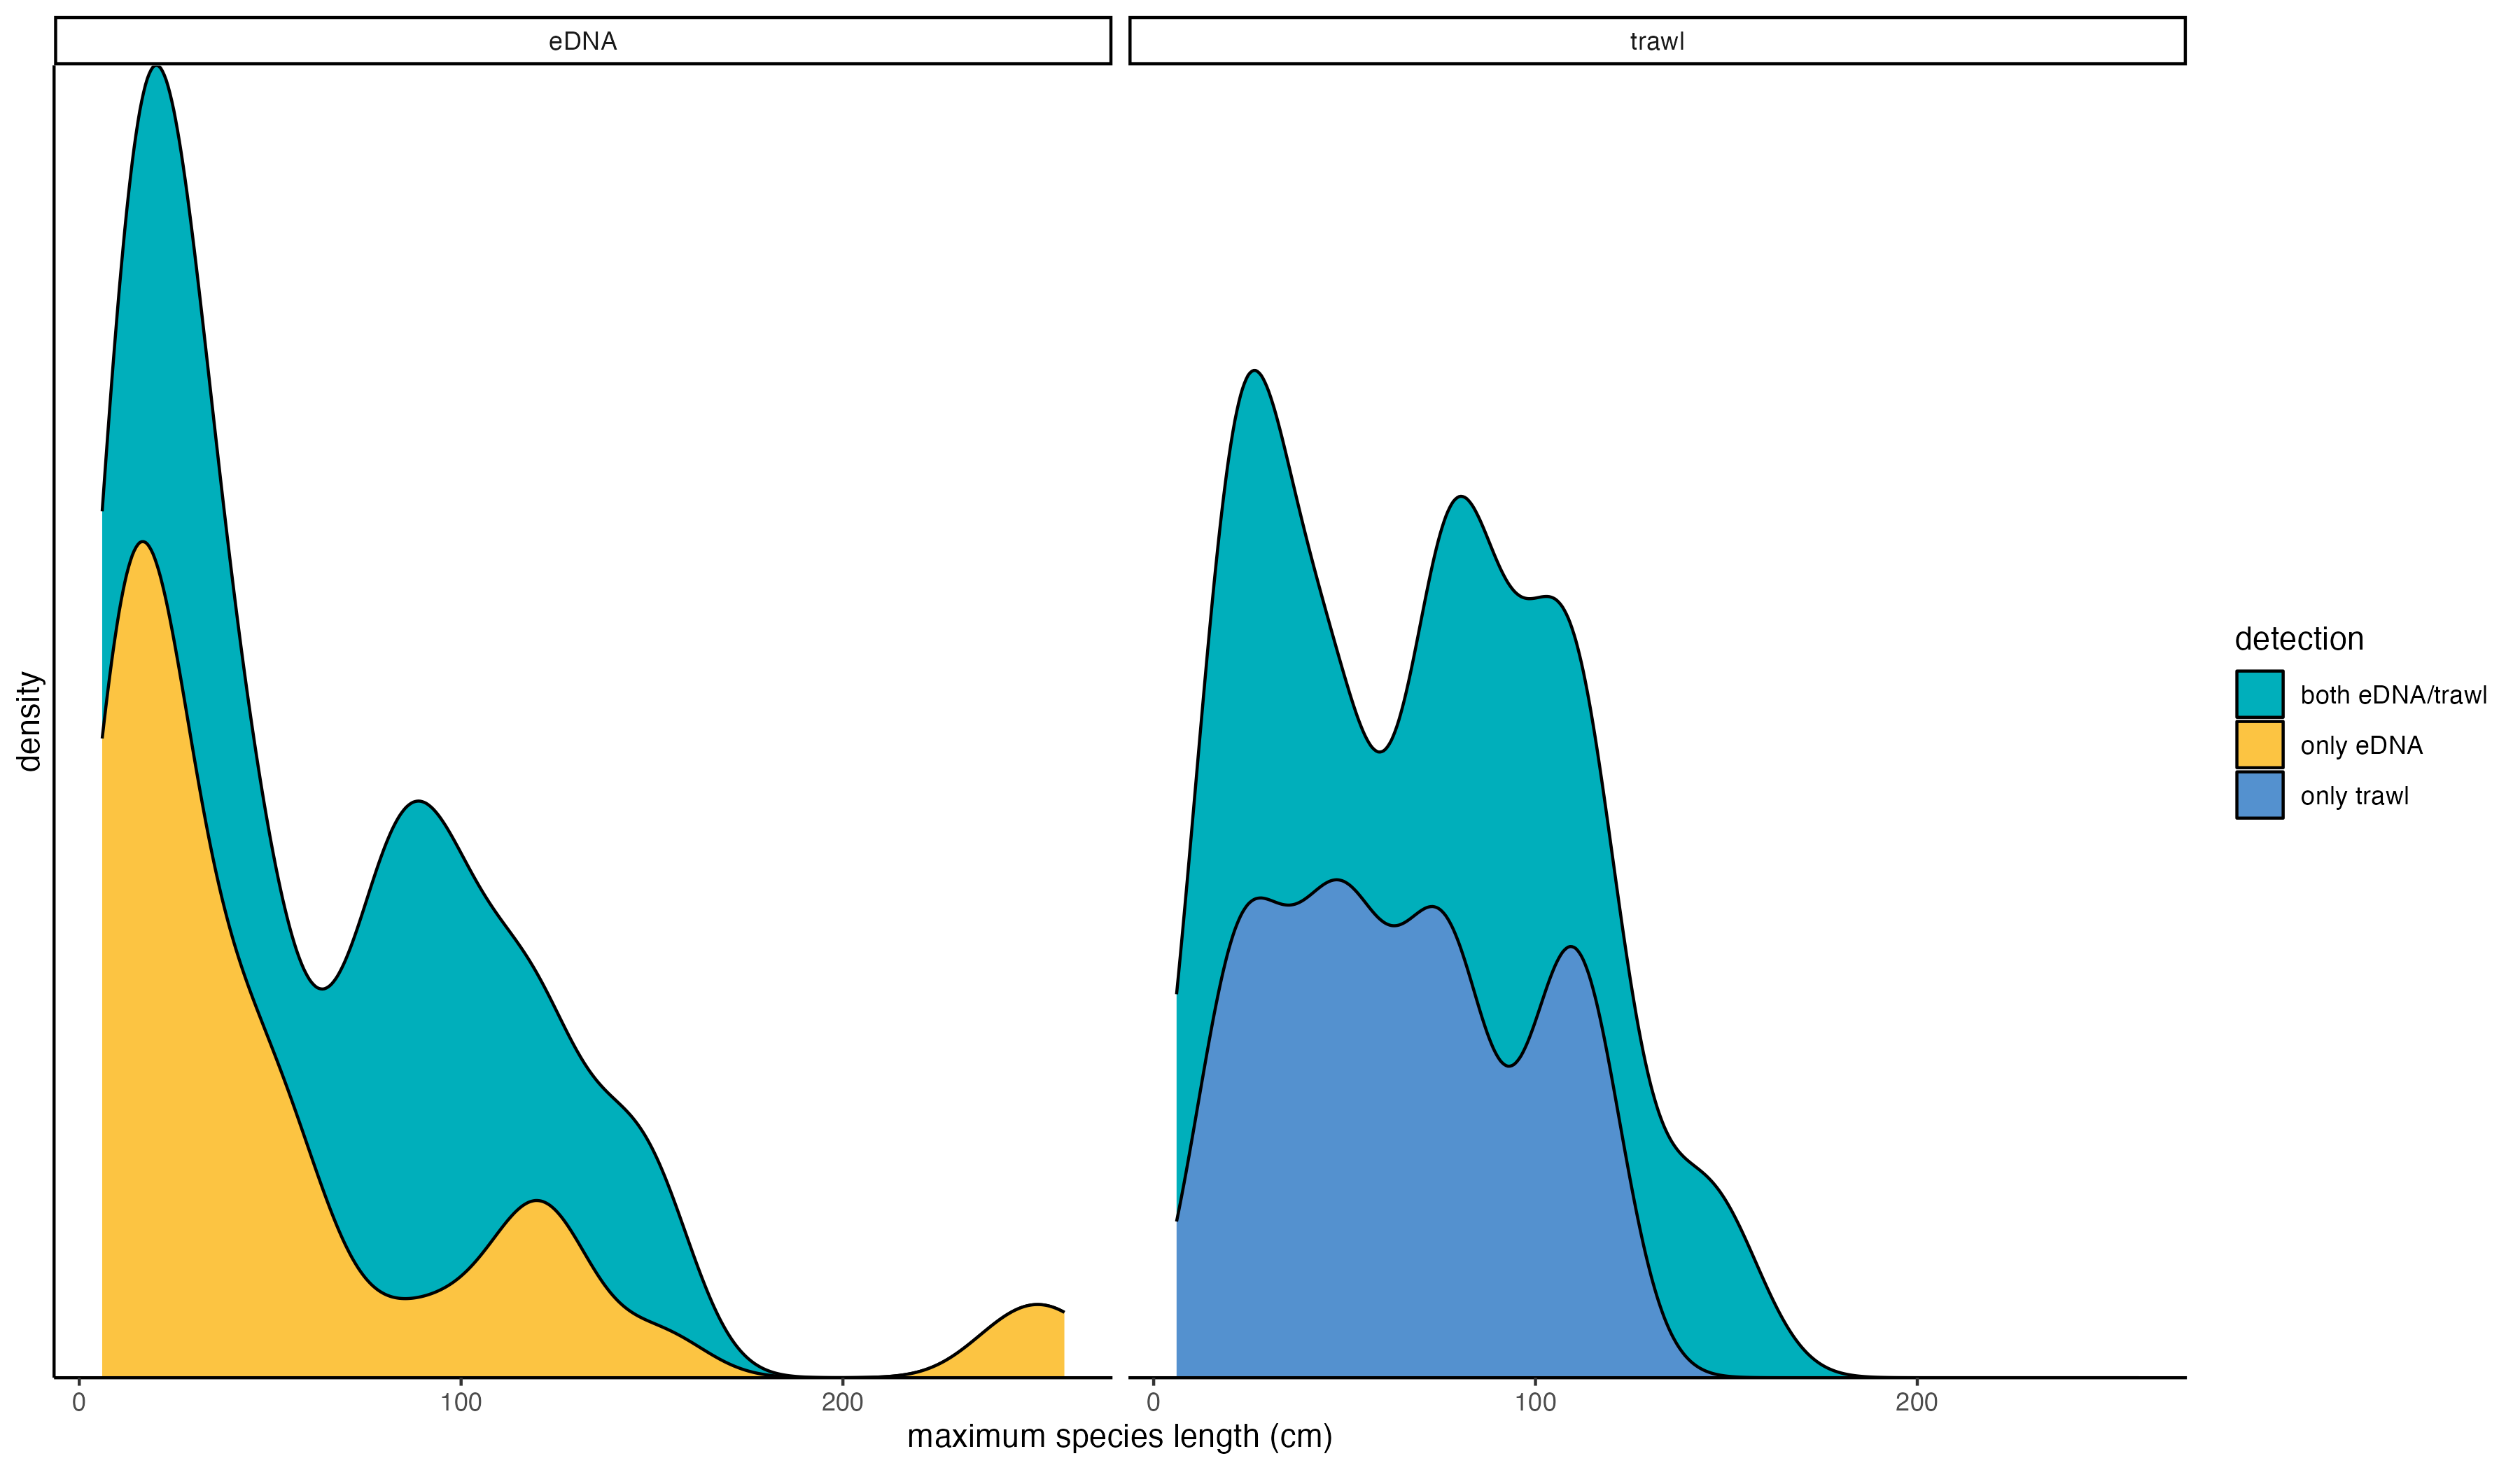 eDNA
trawl
density
0
100
200
0
100
200
maximum species length (cm)
detection
both eDNA/trawl
only eDNA
only trawl